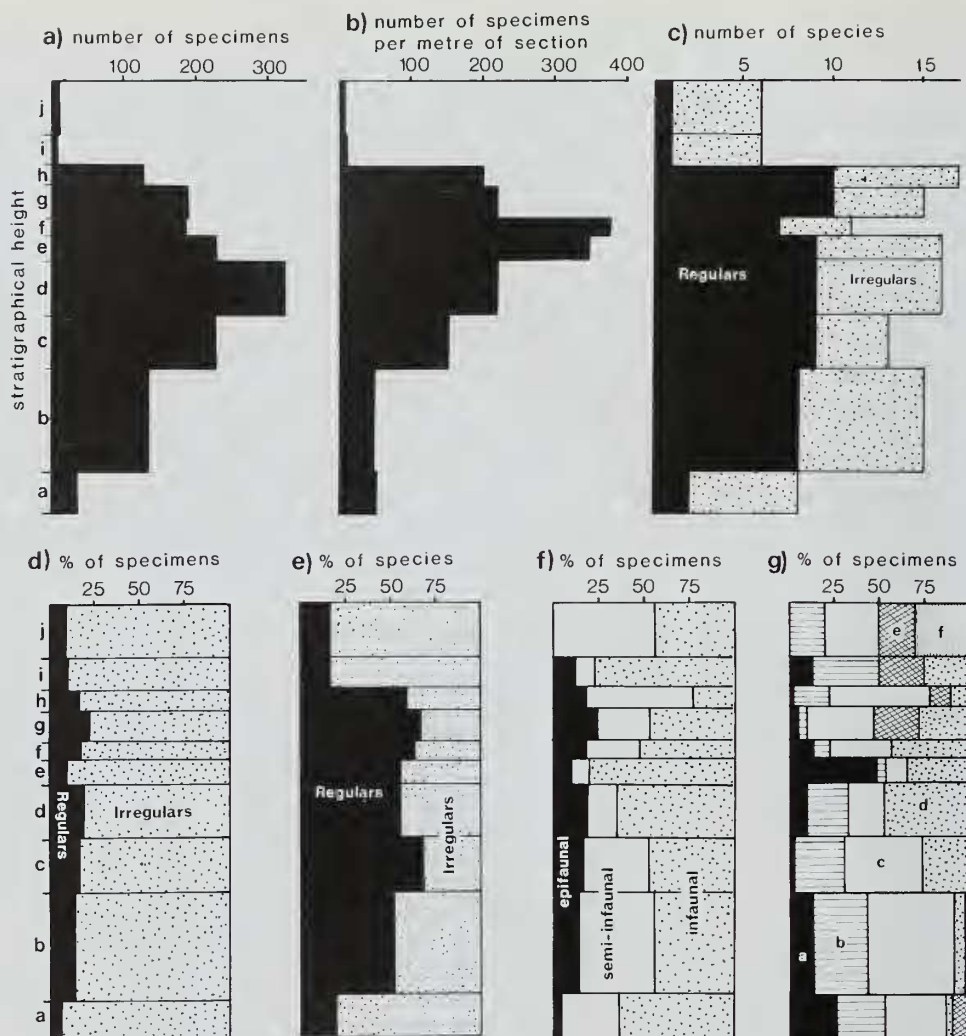 a) number of specimens
100 200 300
b) number of specimens
per metre of section
100 200 300 400
c) number of species
5 10 15
stratigraphical height
j
i
h
g
f
e
d
c
b
a
Regulars
Irregulars
d) % of specimens
25 50 75
e) % of species
25 50 75
f) % of specimens
25 50 75
g) % of specimens
25 50 75
j
i
h
g
f
e
d
c
b
a
Regulars
Irregulars
Regulars
Irregulars
epifaunal
semi-infaunal
infaunal
a
b
c
d
e
f